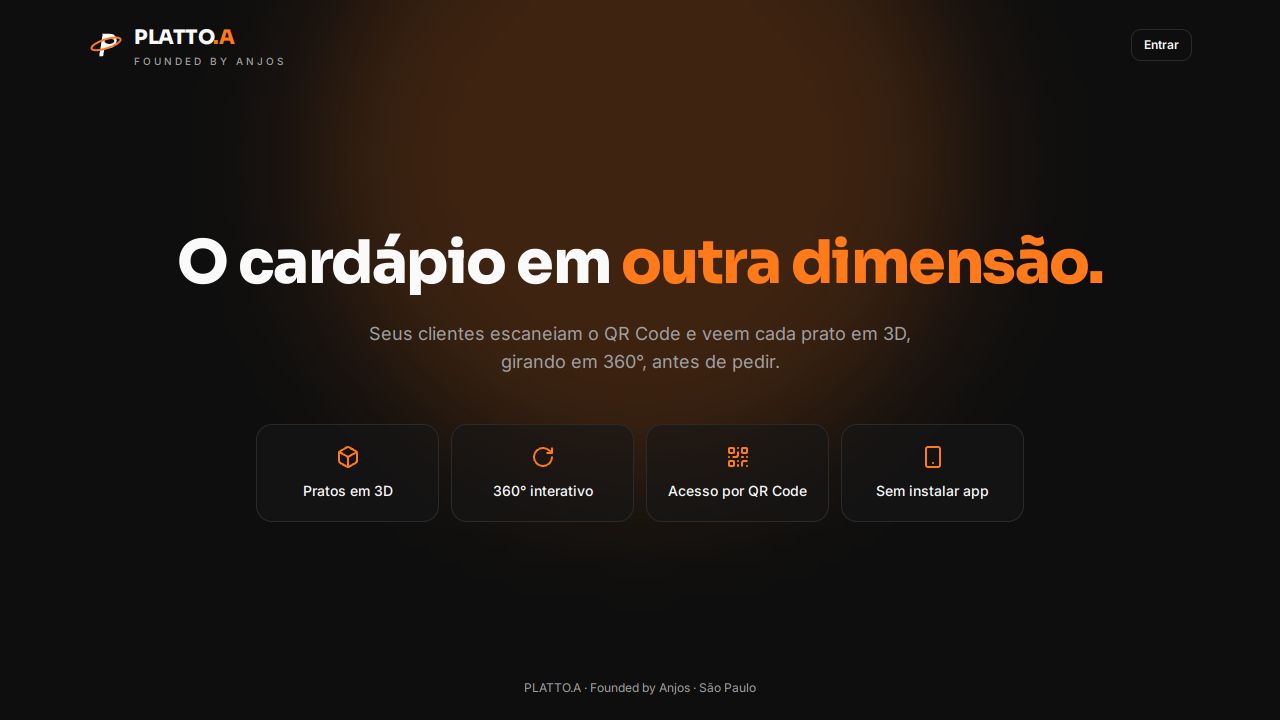 PLATTO.A
FOUNDED BY ANJOS
Entrar
O cardápio em outra dimensão.
Seus clientes escaneiam o QR Code e veem cada prato em 3D,
girando em 360°, antes de pedir.
Pratos em 3D
360° interativo
Acesso por QR Code
Sem instalar app
PLATTO.A · Founded by Anjos · São Paulo